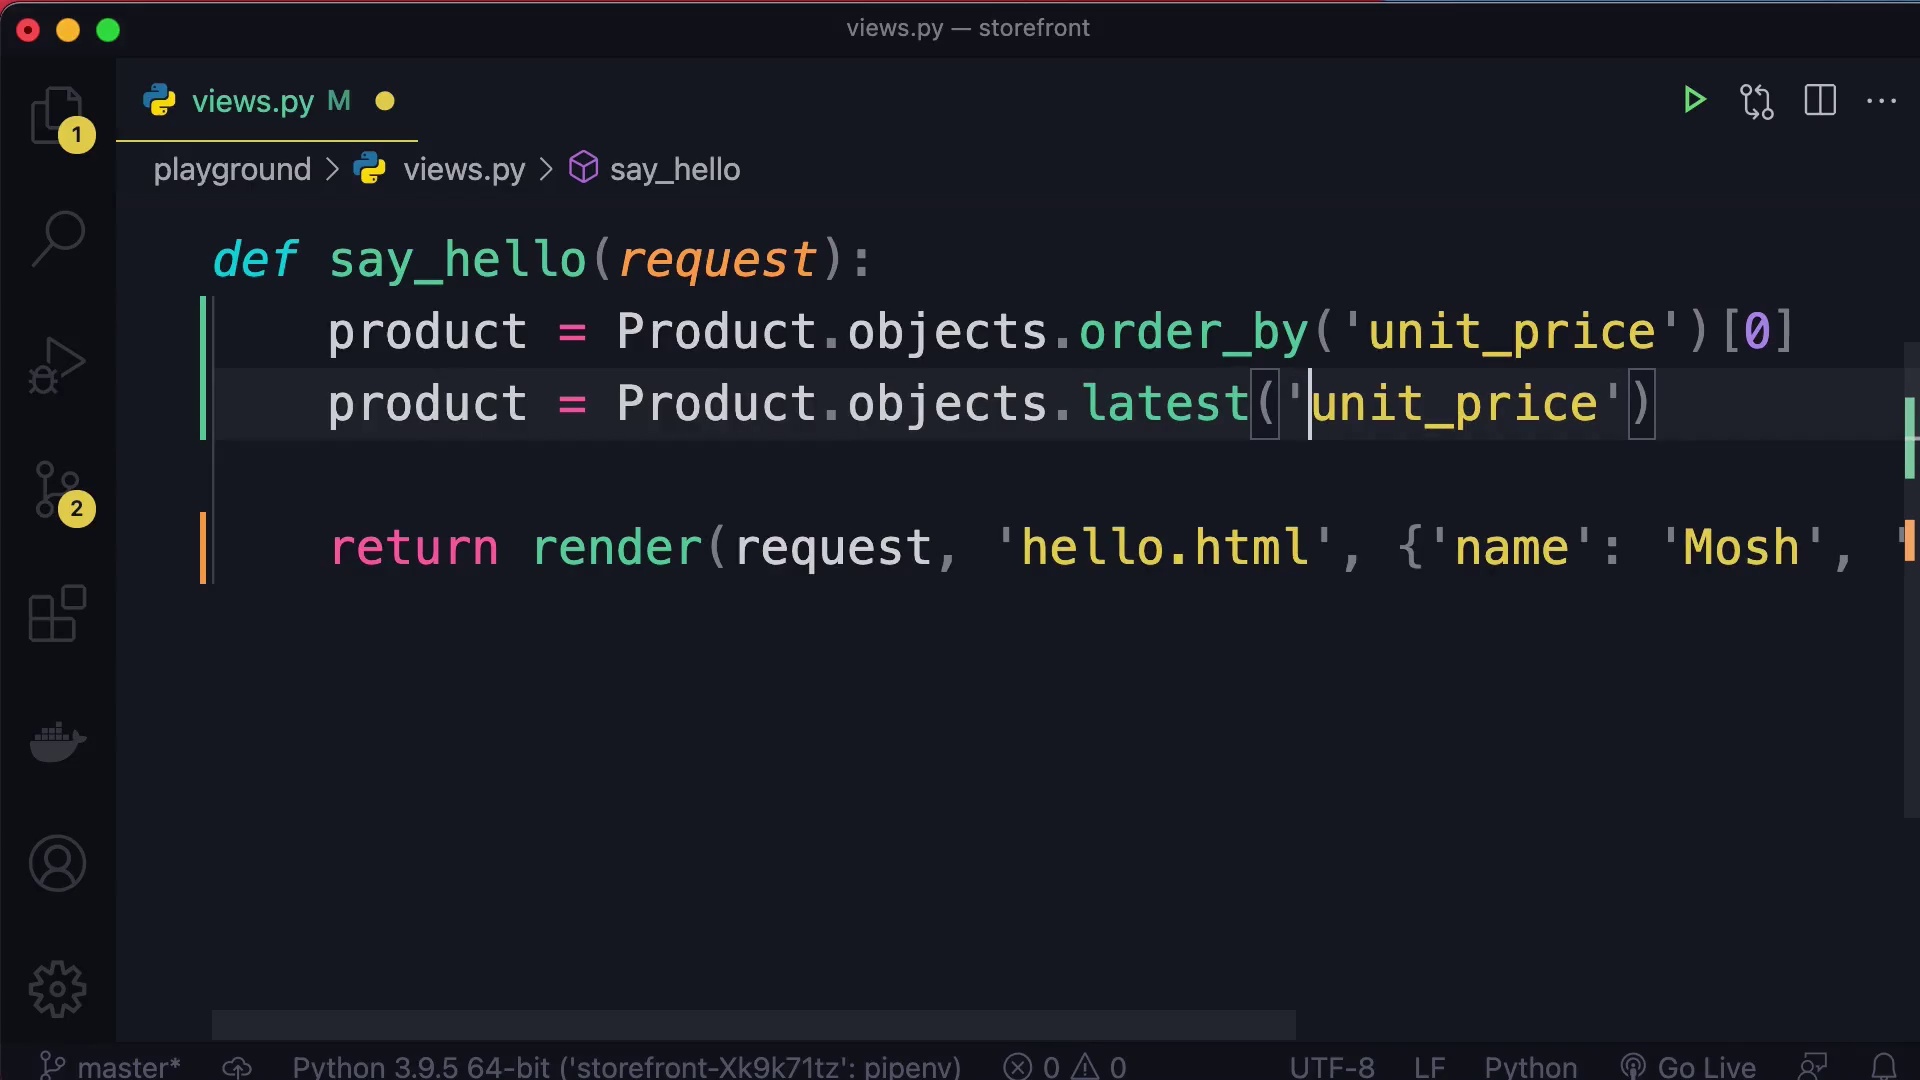 views.py — storefront
views.py M
1
playground > views.py > say_hello
def say_hello(request):
product = Product.objects.order_by('unit_price')[0]
product = Product.objects.latest('unit_price')
2
return render(request, 'hello.html', {'name': 'Mosh', '
master* Python 3.9.5 64-bit ('storefront-Xk9k71tz': pipenv) 0 0 UTF-8 LF Python Go Live